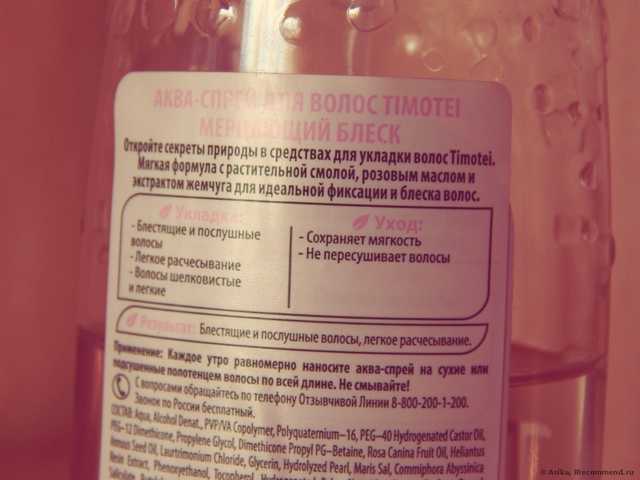 АКВА-СПРЕЙ ДЛЯ ВОЛОС TIMOTEI
МЕРЦАЮЩИЙ БЛЕСК
Откройте секреты природы в средствах для укладки волос Timotei.
Мягкая формула с растительной смолой, розовым маслом и
экстрактом жемчуга для идеальной фиксации и блеска волос.
Укладка:
- Блестящие и послушные
волосы
- Легкое расчесывание
- Волосы шелковистые
и легкие
Уход:
- Сохраняет мягкость
- Не пересушивает волосы
Результат: Блестящие и послушные волосы, легкое расчесывание.
Применение: Каждое утро равномерно наносите аква-спрей на сухие или
подсушенные полотенцем волосы по всей длине. Не смывайте!
С вопросами обращайтесь по телефону Отзывчивой Линии 8-800-200-1-200.
Звонок по России бесплатный.
СОСТАВ: Aqua, Alcohol Denat., PVP/VA Copolymer, Polyquaternium-16, PEG-40 Hydrogenated Castor Oil,
PEG-12 Dimethicone, Propylene Glycol, Dimethicone Propyl PG-Betaine, Rosa Canina Fruit Oil, Helianthus
Annuus Seed Oil, Laurtrimonium Chloride, Glycerin, Hydrolyzed Pearl, Maris Sal, Commiphora Abyssinica
Resin Extract, Phenoxyethanol, Tocopherol,
© Asika, IRecommend.ru